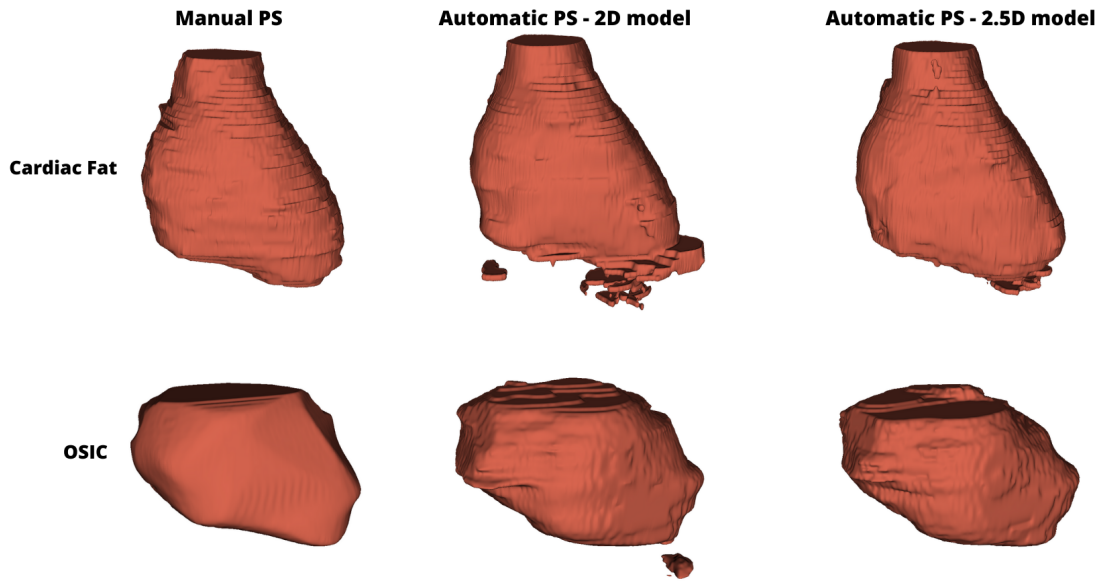 Manual PS
Automatic PS - 2D model
Automatic PS - 2.5D model
Cardiac Fat
OSIC